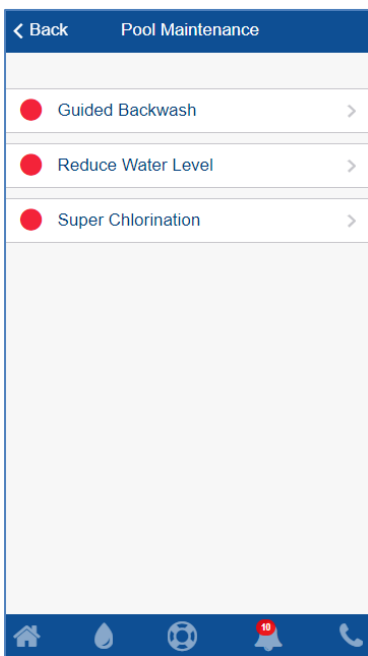 Back Pool Maintenance
Guided Backwash
Reduce Water Level
Super Chlorination
10